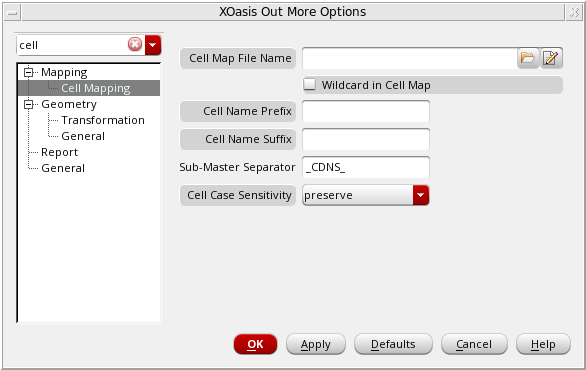 XOasis Out More Options
cell
Mapping
Cell Mapping
Geometry
Transformation
General
Report
General
Cell Map File Name
Wildcard in Cell Map
Cell Name Prefix
Cell Name Suffix
Sub-Master Separator _CDNS_
Cell Case Sensitivity preserve
OK Apply Defaults Cancel Help